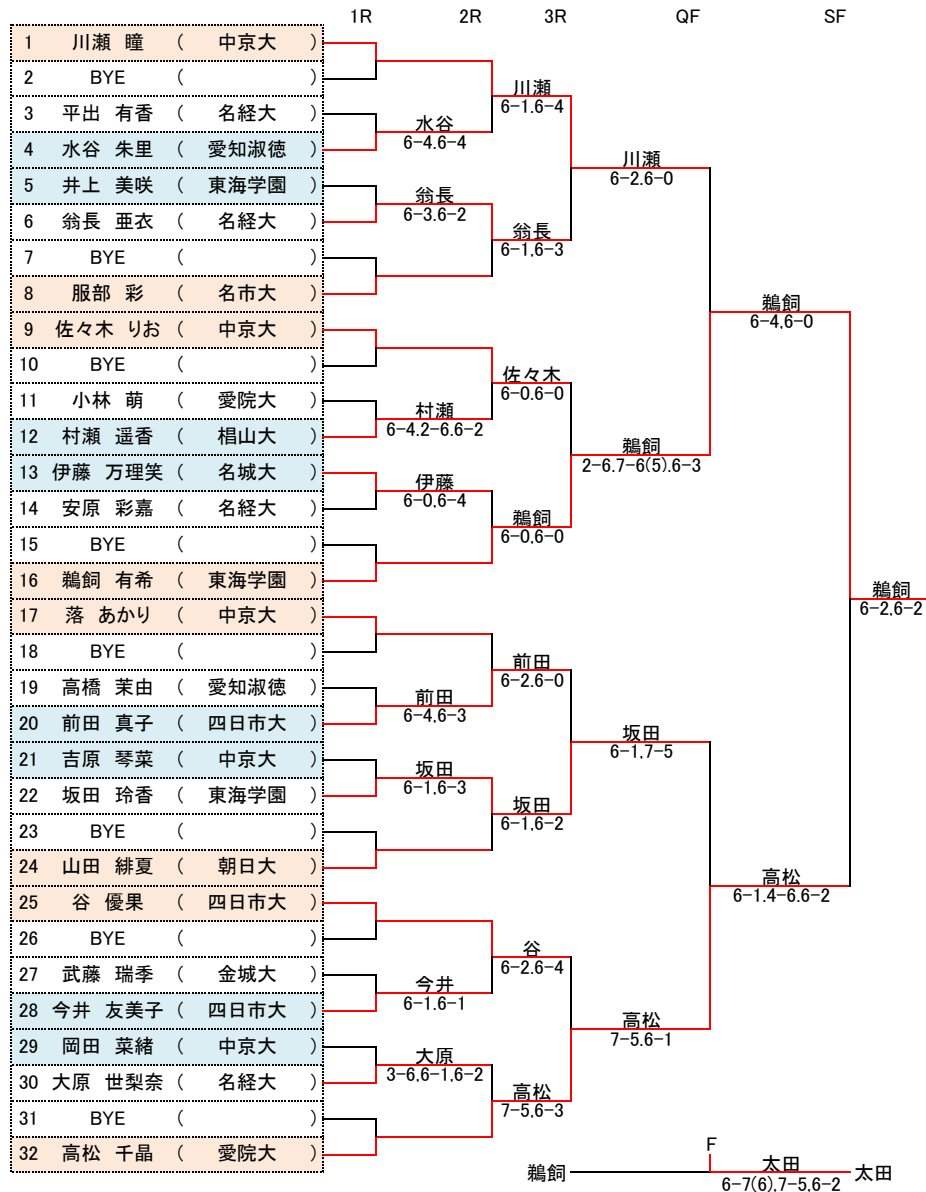 1R 2R 3R QF SF
1 川瀬 瞳 ( 中京大 )
2 BYE ( )
3 平出 有香 ( 名経大 )
4 水谷 朱里 ( 愛知淑徳 )
5 井上 美咲 ( 東海学園 )
6 翁長 亜衣 ( 名経大 )
7 BYE ( )
8 服部 彩 ( 名市大 )
9 佐々木 りお ( 中京大 )
10 BYE ( )
11 小林 萌 ( 愛院大 )
12 村瀬 遥香 ( 椙山大 )
13 伊藤 万理笑 ( 名城大 )
14 安原 彩嘉 ( 名経大 )
15 BYE ( )
16 鵜飼 有希 ( 東海学園 )
17 落 あかり ( 中京大 )
18 BYE ( )
19 高橋 茉由 ( 愛知淑徳 )
20 前田 真子 ( 四日市大 )
21 吉原 琴菜 ( 中京大 )
22 坂田 玲香 ( 東海学園 )
23 BYE ( )
24 山田 緋夏 ( 朝日大 )
25 谷 優果 ( 四日市大 )
26 BYE ( )
27 武藤 瑞季 ( 金城大 )
28 今井 友美子 ( 四日市大 )
29 岡田 菜緒 ( 中京大 )
30 大原 世梨奈 ( 名経大 )
31 BYE ( )
32 高松 千晶 ( 愛院大 )
水谷
6-4.6-4
翁長
6-3.6-2
村瀬
6-4.2-6.6-2
伊藤
6-0,6-4
前田
6-4,6-3
坂田
6-1,6-3
今井
6-1.6-1
大原
3-6,6-1,6-2
川瀬
6-1.6-4
翁長
6-1,6-3
佐々木
6-0.6-0
鵜飼
6-0,6-0
前田
6-2.6-0
坂田
6-1,6-2
谷
6-2.6-4
高松
7-5,6-3
川瀬
6-2.6-0
鵜飼
2-6.7-6(5).6-3
坂田
6-1,7-5
高松
7-5.6-1
鵜飼
6-4,6-0
高松
6-1.4-6.6-2
鵜飼
6-2,6-2
F
鵜飼 太田 太田
6-7(6),7-5,6-2